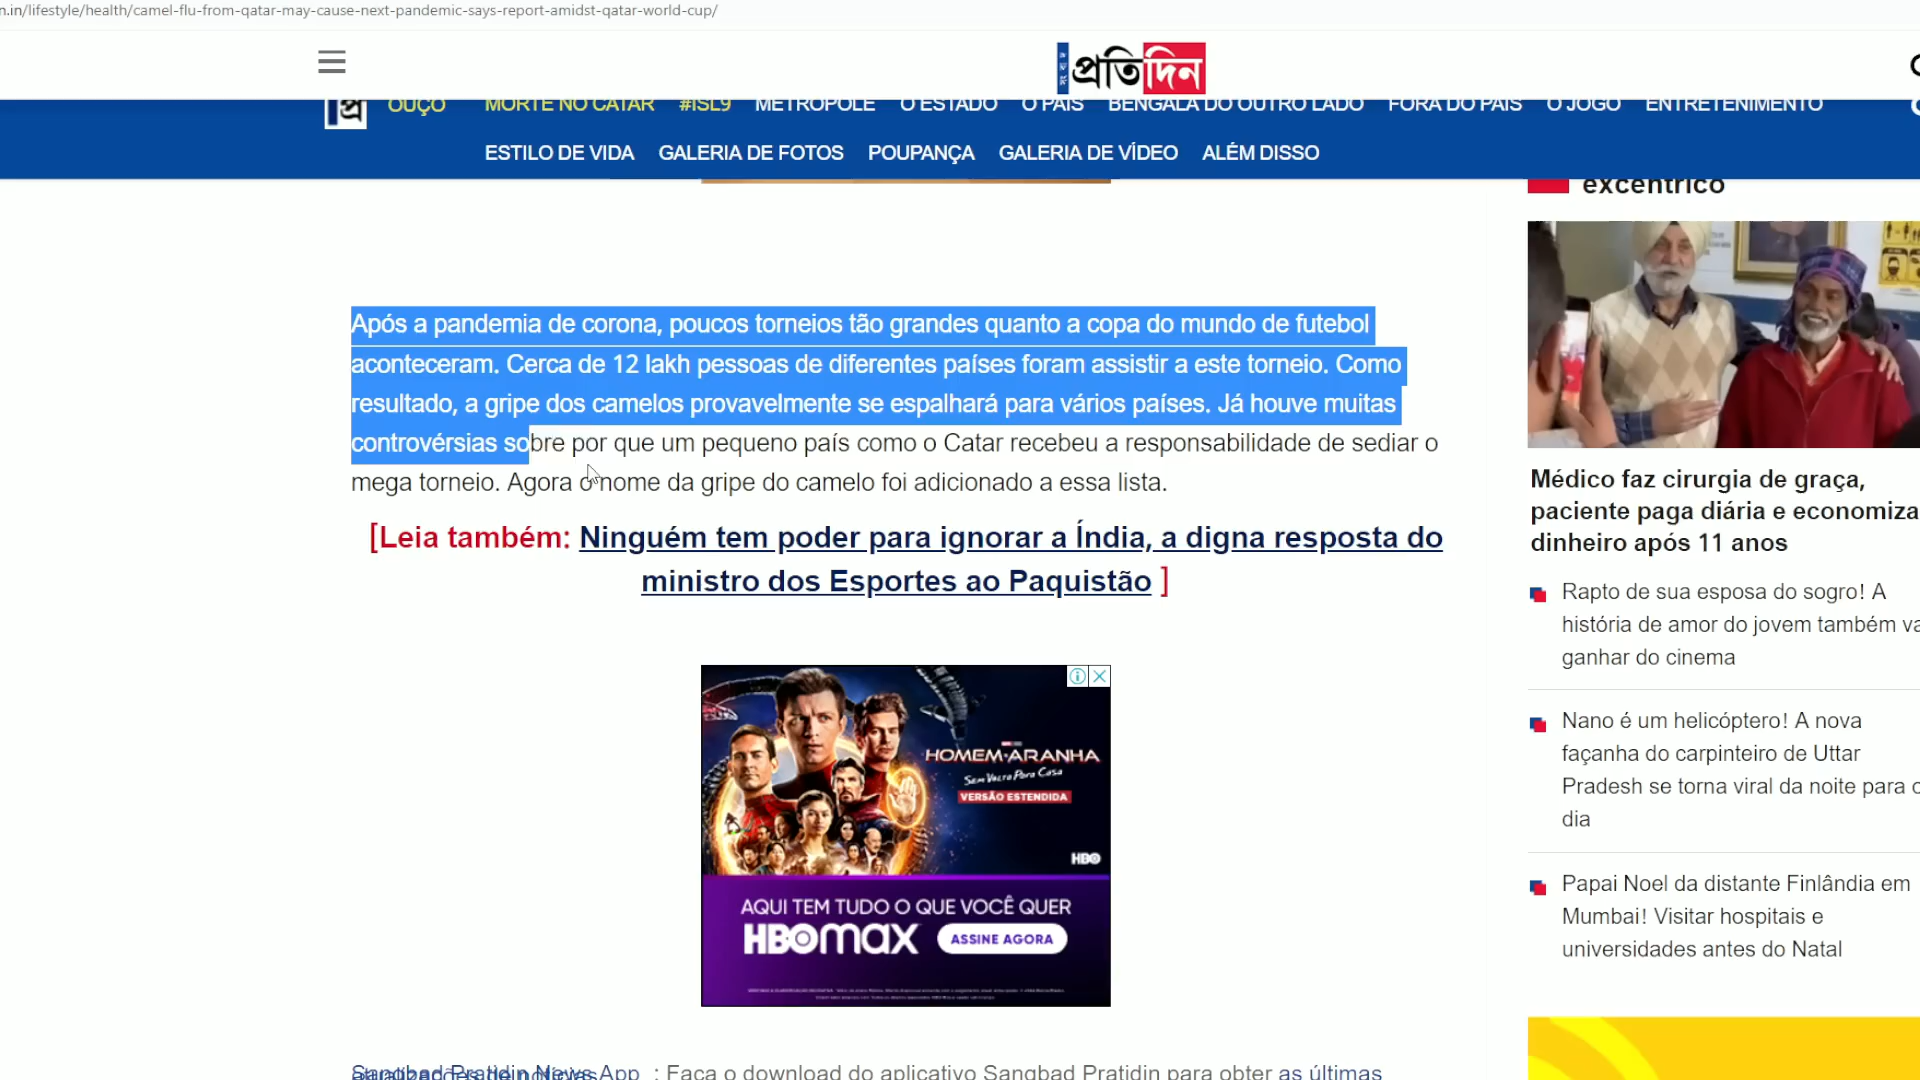 n.in/lifestyle/health/camel-flu-from-qatar-may-cause-next-pandemic-says-report-amidst-qatar-world-cup/
প্রতিদিন
প্র
OUÇO MORTE NO CATAR #ISL9 METRÓPOLE O ESTADO O PAÍS BENGALA DO OUTRO LADO FORA DO PAÍS O JOGO ENTRETENIMENTO
ESTILO DE VIDA GALERIA DE FOTOS POUPANÇA GALERIA DE VÍDEO ALÉM DISSO
Após a pandemia de corona, poucos torneios tão grandes quanto a copa do mundo de futebol
aconteceram. Cerca de 12 lakh pessoas de diferentes países foram assistir a este torneio. Como
resultado, a gripe dos camelos provavelmente se espalhará para vários países. Já houve muitas
controvérsias sobre por que um pequeno país como o Catar recebeu a responsabilidade de sediar o
mega torneio. Agora o nome da gripe do camelo foi adicionado a essa lista.
[Leia também: Ninguém tem poder para ignorar a Índia, a digna resposta do
ministro dos Esportes ao Paquistão ]
HOMEM-ARANHA
Sem Volta Para Casa
VERSÃO ESTENDIDA
HBO
AQUI TEM TUDO O QUE VOCÊ QUER
HBOMAX ASSINE AGORA
Sangbad Pratidin News App : Faça o download do aplicativo Sangbad Pratidin para obter as últimas
excêntrico
Médico faz cirurgia de graça,
paciente paga diária e economiza
dinheiro após 11 anos
Rapto de sua esposa do sogro! A
história de amor do jovem também va
ganhar do cinema
Nano é um helicóptero! A nova
façanha do carpinteiro de Uttar
Pradesh se torna viral da noite para o
dia
Papai Noel da distante Finlândia em
Mumbai! Visitar hospitais e
universidades antes do Natal